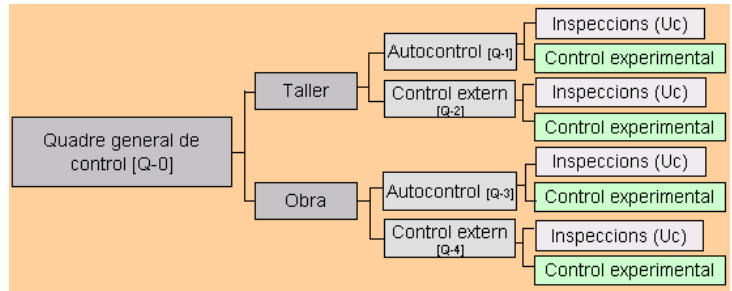 Quadre general de
control [Q-0]
Taller
Autocontrol [Q-1]
Inspeccions (Uc)
Control experimental
Control extern
[Q-2]
Inspeccions (Uc)
Control experimental
Obra
Autocontrol [Q-3]
Inspeccions (Uc)
Control experimental
Control extern
[Q-4]
Inspeccions (Uc)
Control experimental